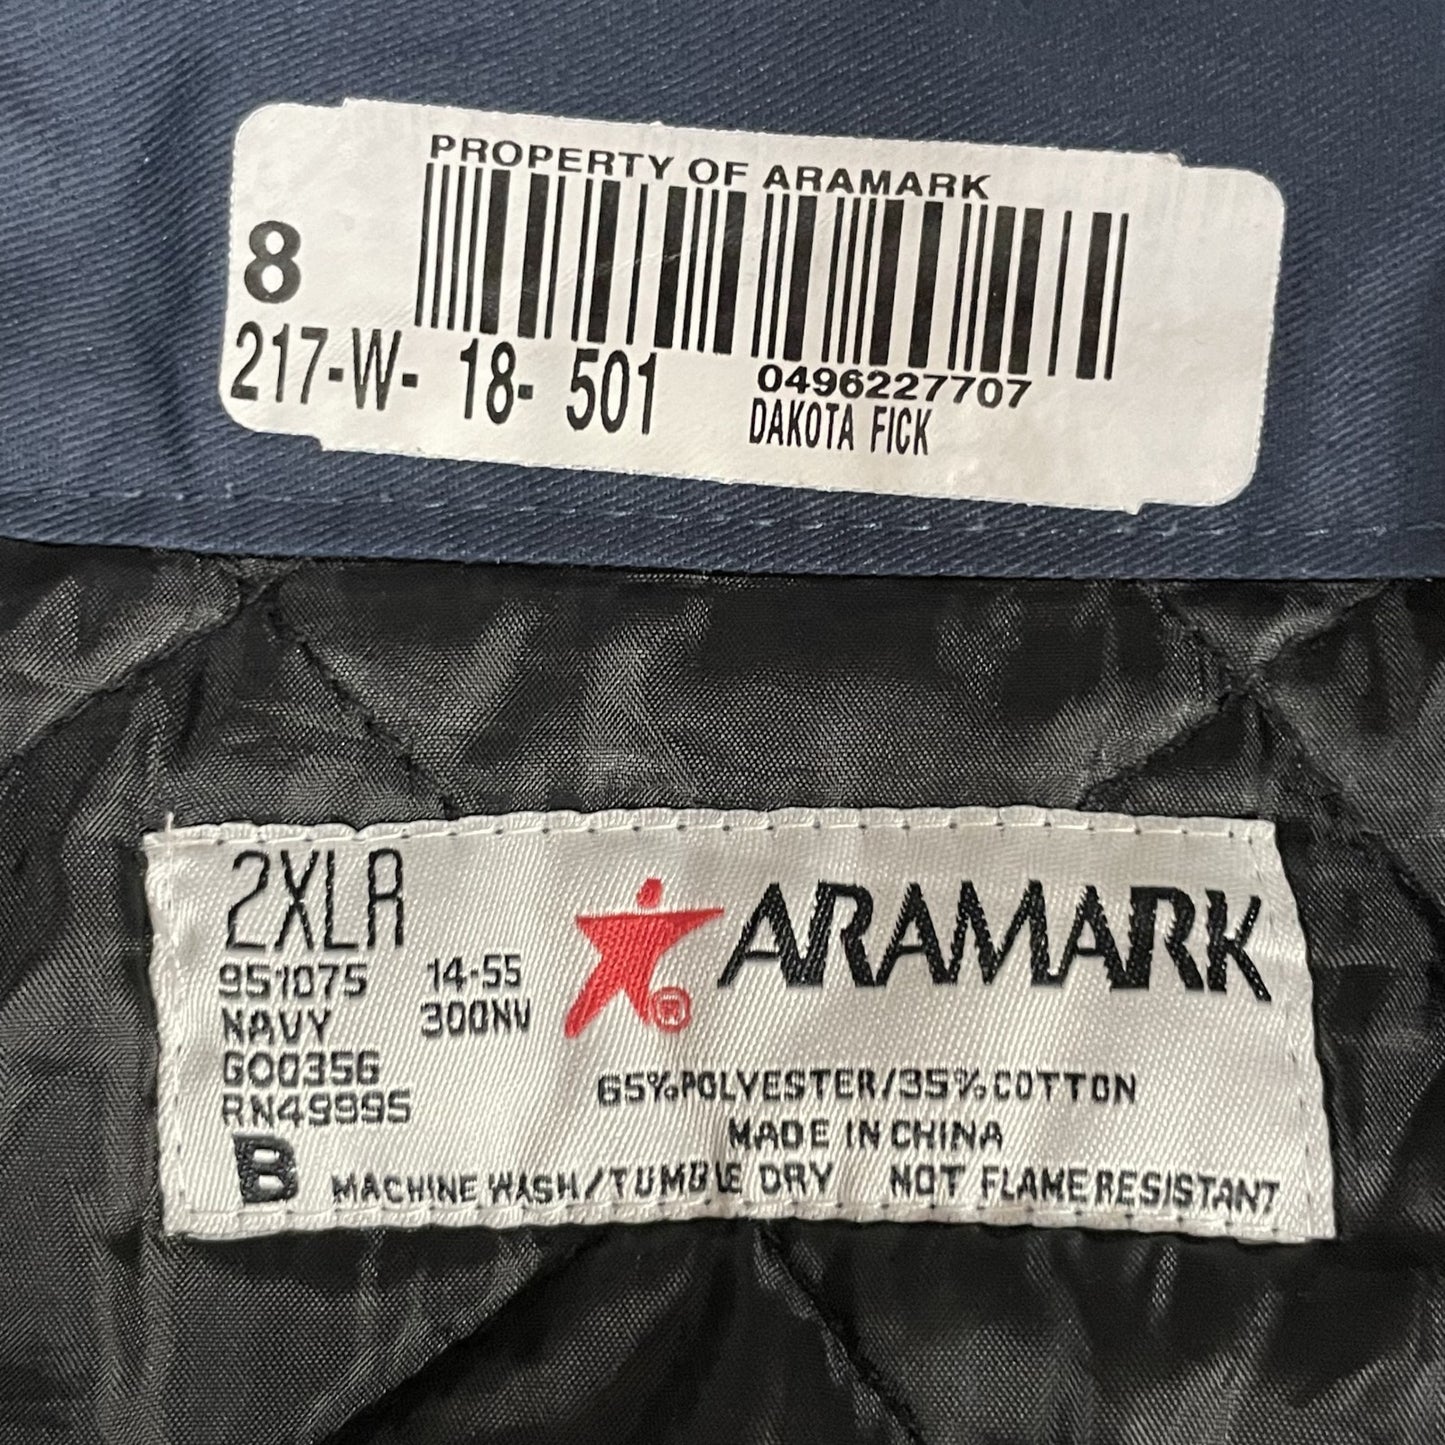 PROPERTY OF ARAMARK
8
217-W- 18- 501
0496227707
DAKOTA FICK
2XLR
951075 14-55
NAVY 300NV
G00356
RN49995
B
ARAMARK
®
65%POLYESTER/35%COTTON
MADE IN CHINA
MACHINE WASH/TUMBLE DRY NOT FLAME RESISTANT